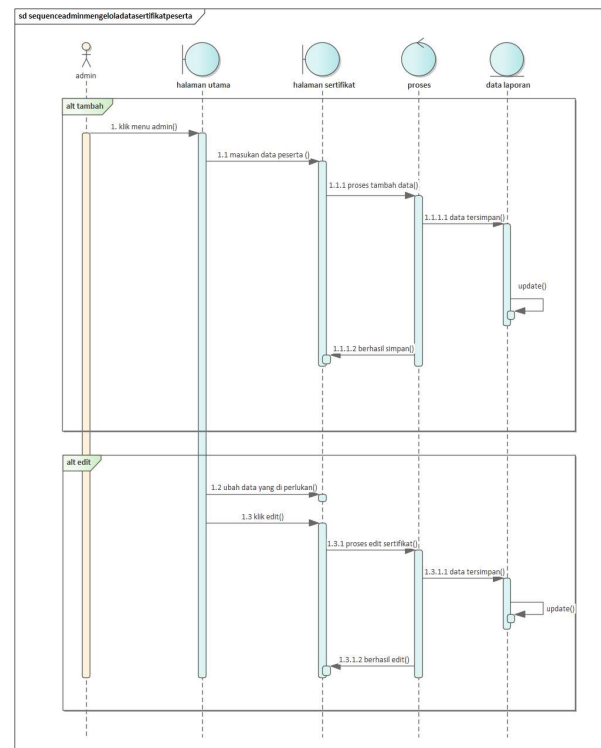 sd sequenceadminmengeloladatasertifikatpeserta
admin
halaman utama
halaman sertifikat
proses
data laporan
alt tambah
1. klik menu admin()
1.1 masukan data peserta ()
1.1.1 proses tambah data()
1.1.1.1 data tersimpan()
update()
1.1.1.2 berhasil simpan()
alt edit
1.2 ubah data yang di perlukan()
1.3 klik edit()
1.3.1 proses edit sertifikat()
1.3.1.1 data tersimpan()
update()
1.3.1.2 berhasil edit()